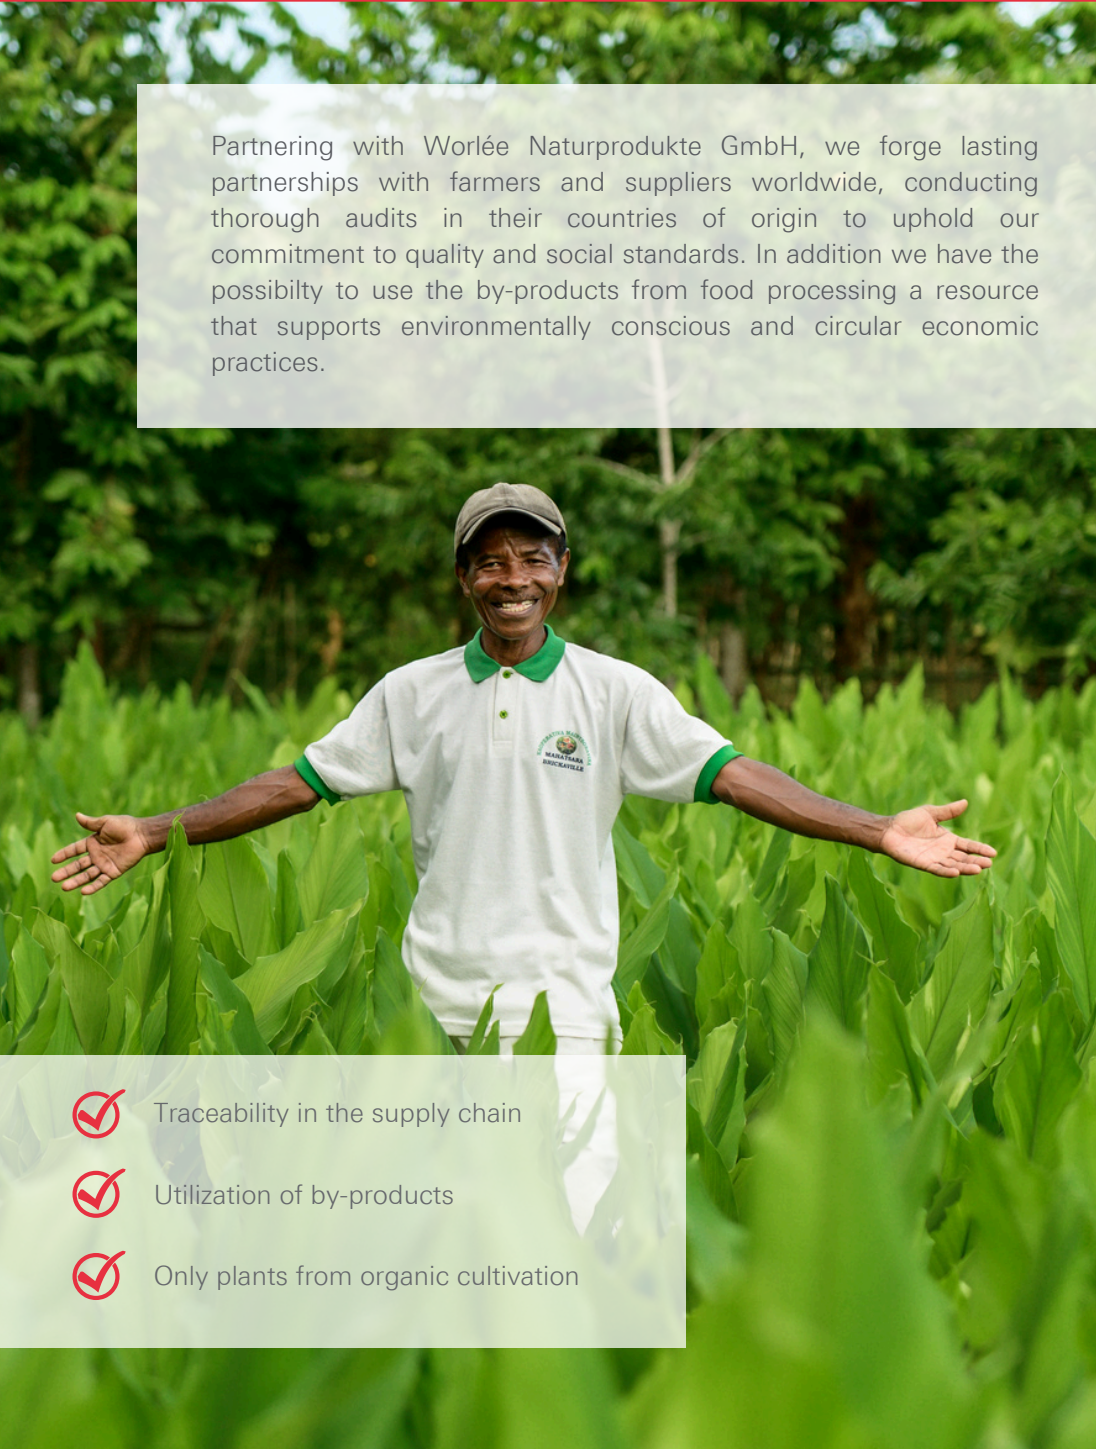 Partnering with Worlée Naturprodukte GmbH, we forge lasting
partnerships with farmers and suppliers worldwide, conducting
thorough audits in their countries of origin to uphold our
commitment to quality and social standards. In addition we have the
possibilty to use the by-products from food processing a resource
that supports environmentally conscious and circular economic
practices.
MAHATSARA
BRICKAVILLE
Traceability in the supply chain
Utilization of by-products
Only plants from organic cultivation